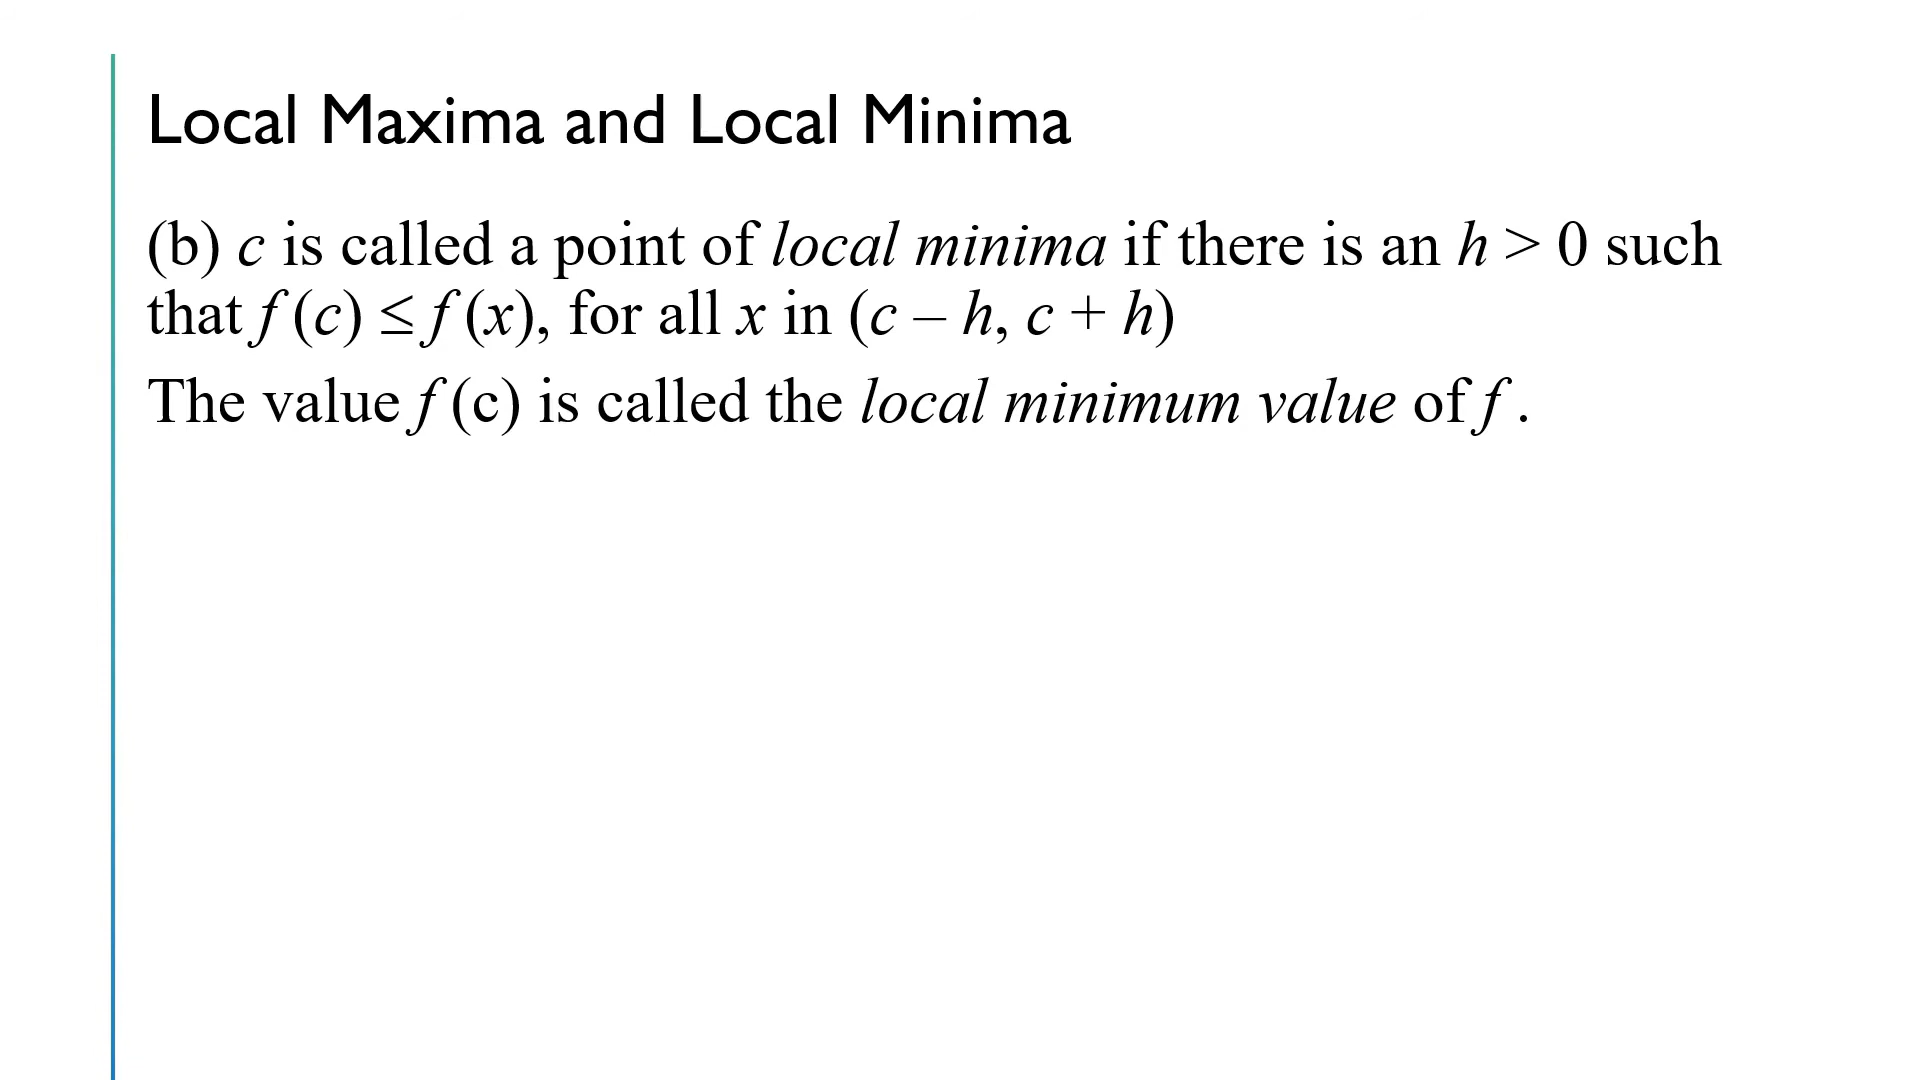 Local Maxima and Local Minima
(b) c is called a point of local minima if there is an h > 0 such
that f (c) ≤ f (x), for all x in (c – h, c + h)
The value f (c) is called the local minimum value of f .